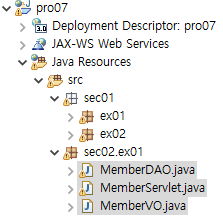 pro07
Deployment Descriptor: pro07
JAX-WS Web Services
Java Resources
src
sec01
ex01
ex02
sec02.ex01
MemberDAO.java
MemberServlet.java
MemberVO.java